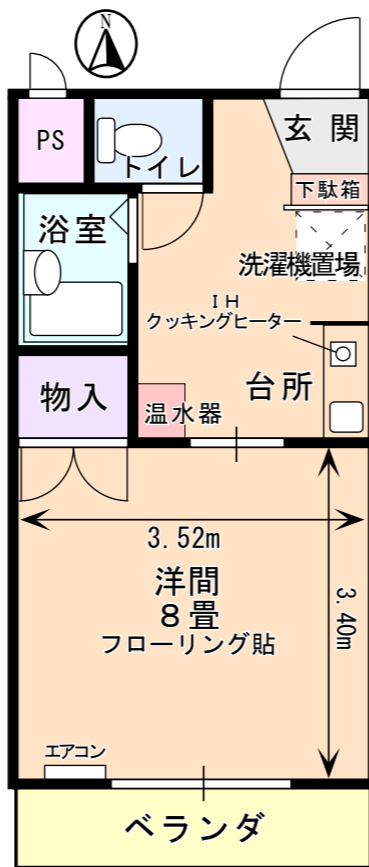 N
PS
トイレ
玄関
下駄箱
浴室
洗濯機置場
IH
クッキングヒーター
物入
温水器
台所
3.52m
洋間
8畳
フローリング貼
3.40m
エアコン
ベランダ